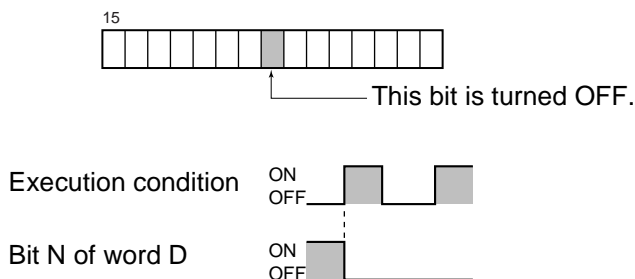 15
This bit is turned OFF.
Execution condition
ON
OFF
Bit N of word D
ON
OFF